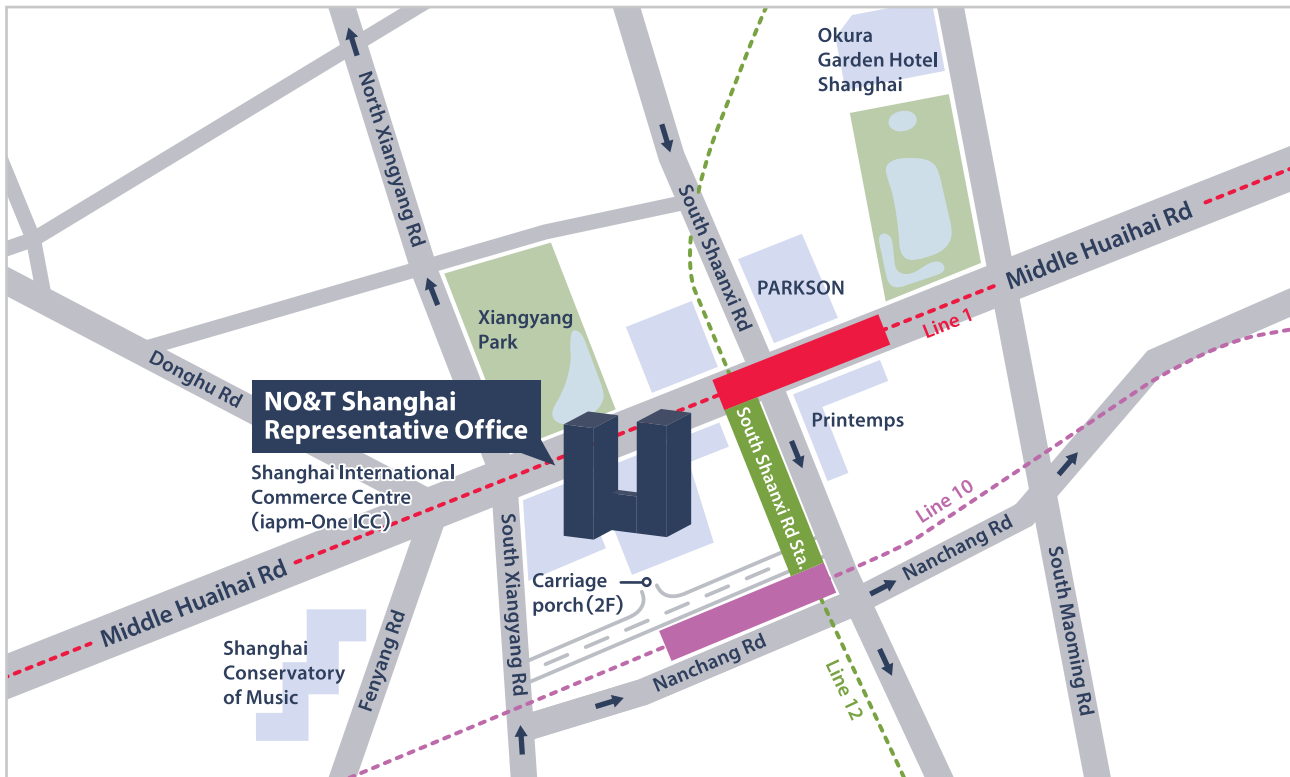 Okura
Garden Hotel
Shanghai
North Xiangyang Rd
South Shaanxi Rd
Middle Huaihai Rd
PARKSON
Line 1
Xiangyang
Park
Donghu Rd
NO&T Shanghai
Representative Office
Printemps
Shanghai International
Commerce Centre
(iapm-One ICC)
South Shaanxi Rd Sta.
Line 10
Nanchang Rd
South Maoming Rd
South Xiangyang Rd
Carriage
porch (2F)
Middle Huaihai Rd
Shanghai
Conservatory
of Music
Fenyang Rd
Nanchang Rd
Line 12